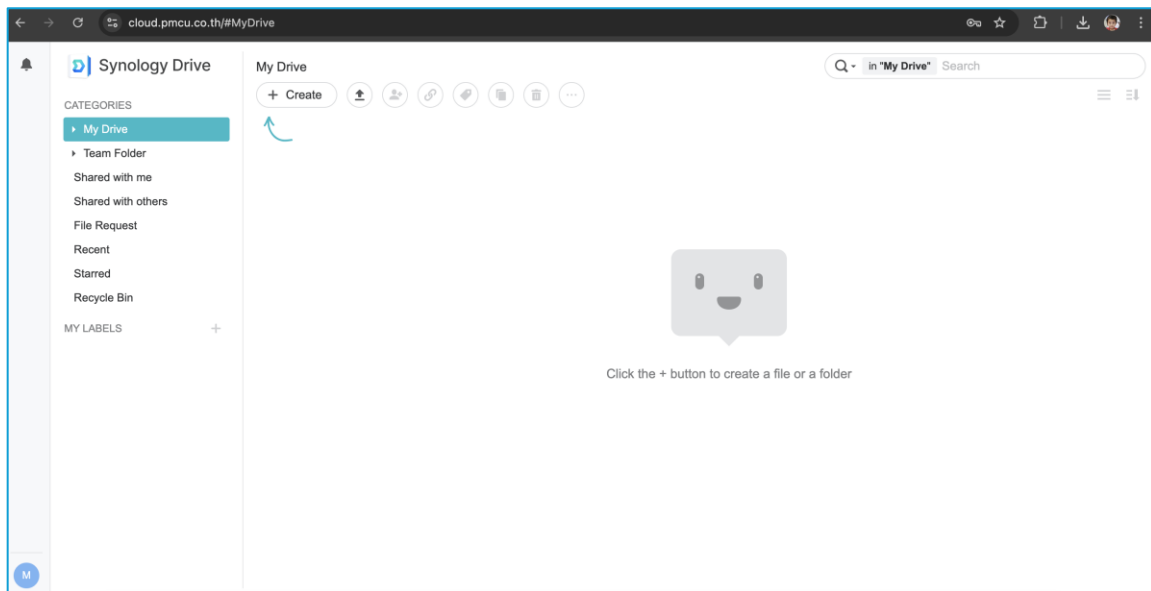 cloud.pmcu.co.th/#MyDrive
Synology Drive
CATEGORIES
My Drive
Team Folder
Shared with me
Shared with others
File Request
Recent
Starred
Recycle Bin
MY LABELS
M
My Drive
in "My Drive" Search
Create
Click the + button to create a file or a folder